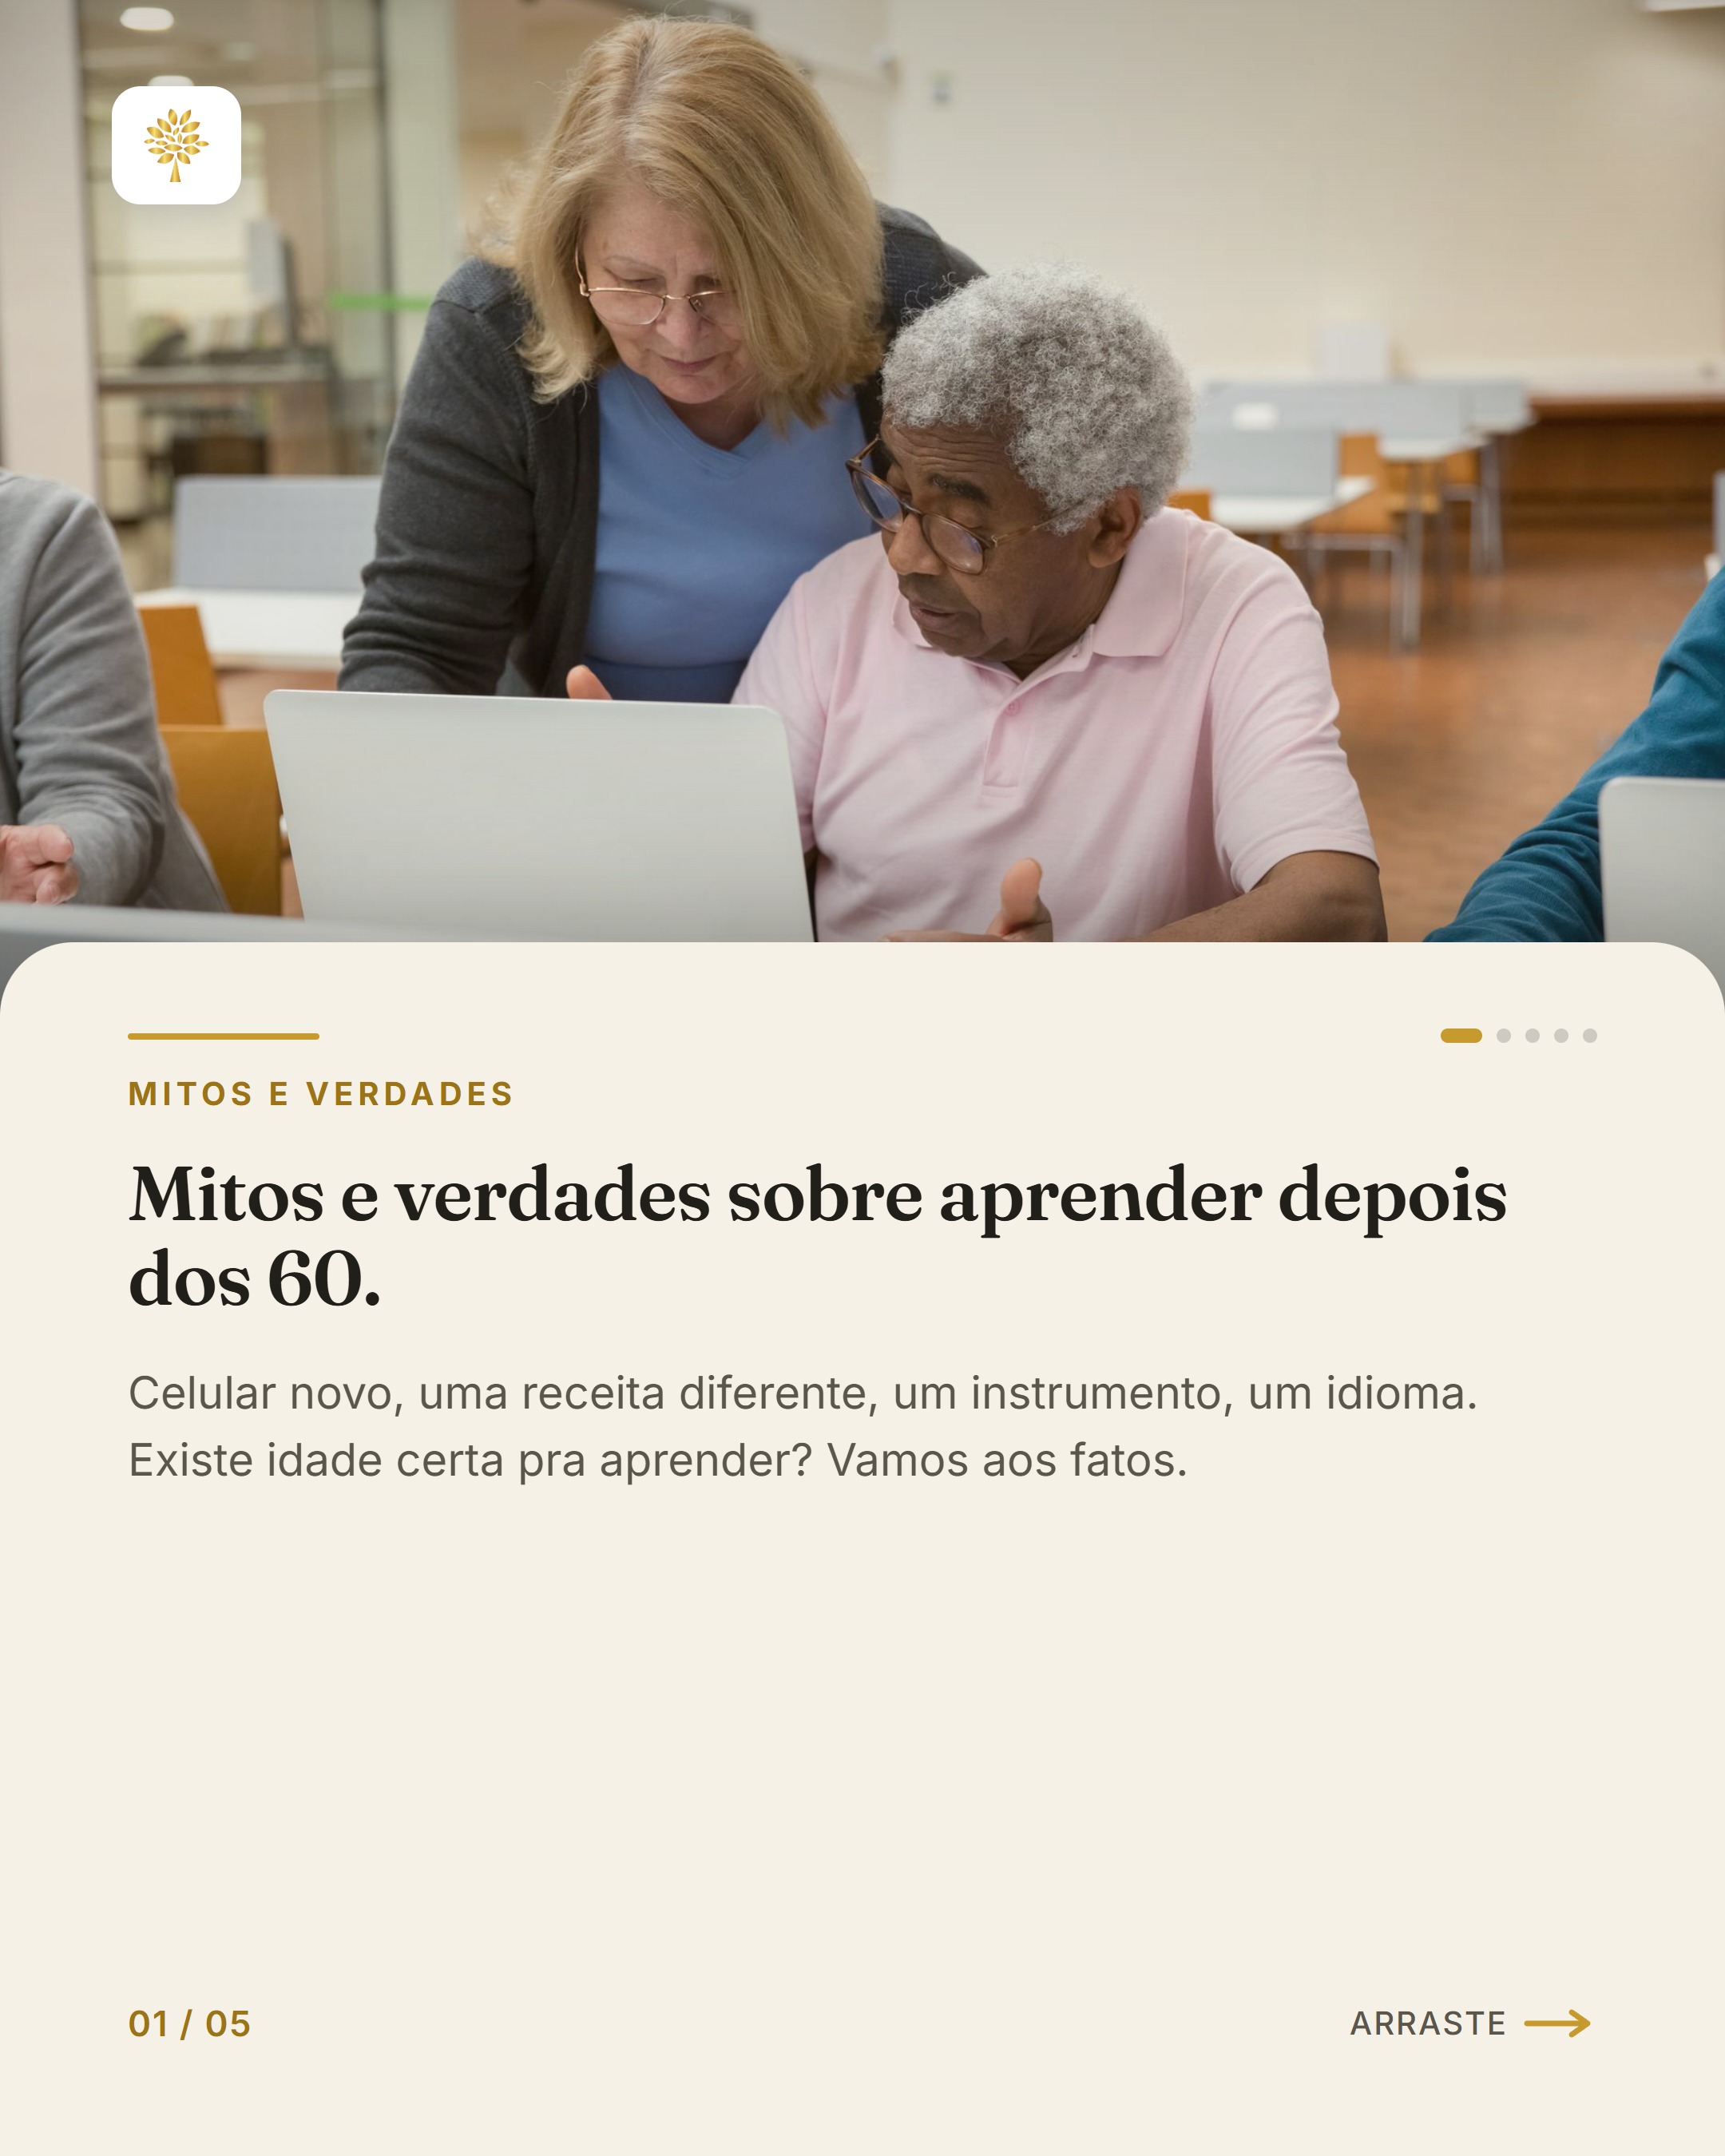 MITOS E VERDADES
Mitos e verdades sobre aprender depois
dos 60.
Celular novo, uma receita diferente, um instrumento, um idioma.
Existe idade certa pra aprender? Vamos aos fatos.
01 / 05
ARRASTE